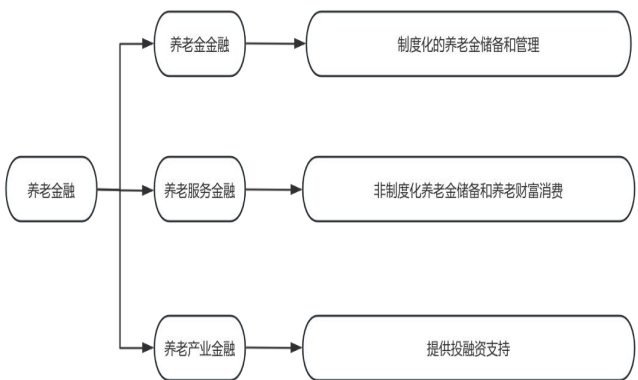 养老金金融
制度化的养老金储备和管理
养老金融
养老服务金融
非制度化养老金储备和养老财富消费
养老产业金融
提供投融资支持